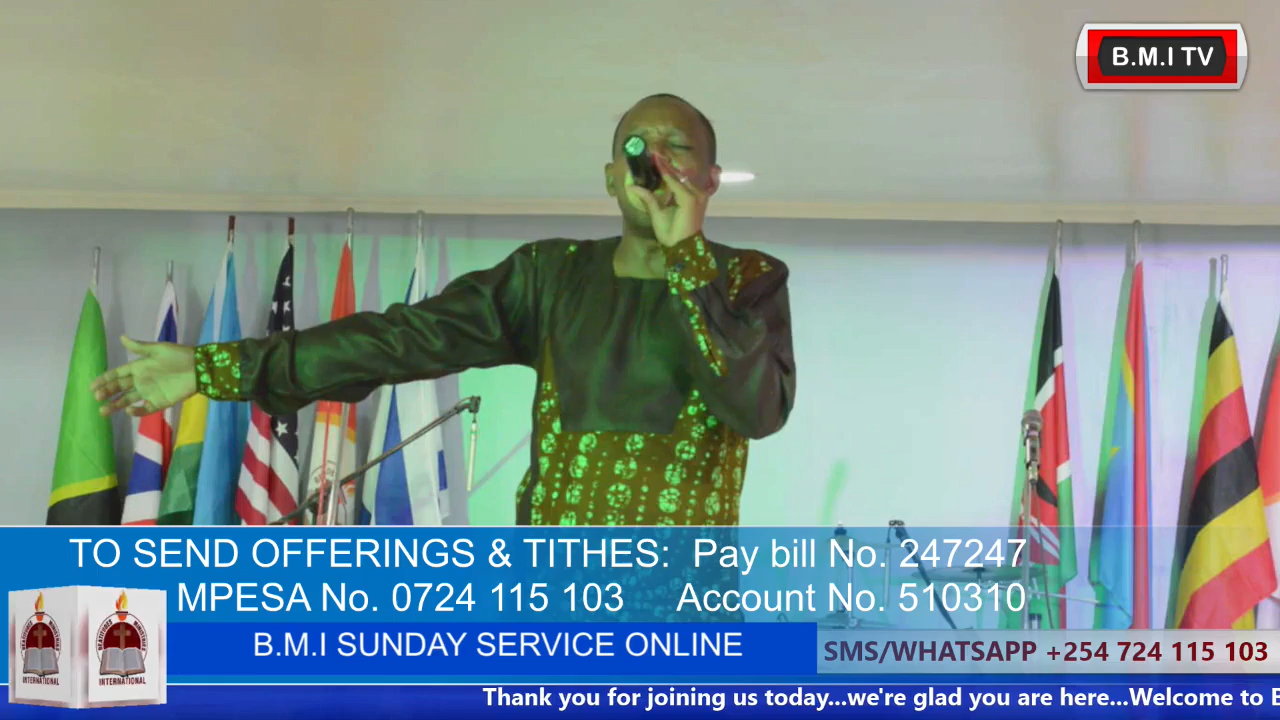 B.M.I TV
TO SEND OFFERINGS & TITHES: Pay bill No. 247247
MPESA No. 0724 115 103 Account No. 510310
B.M.I SUNDAY SERVICE ONLINE
SMS/WHATSAPP +254 724 115 103
INTERNATIONAL
INTERNATIONAL
Thank you for joining us today...we're glad you are here...Welcome to B